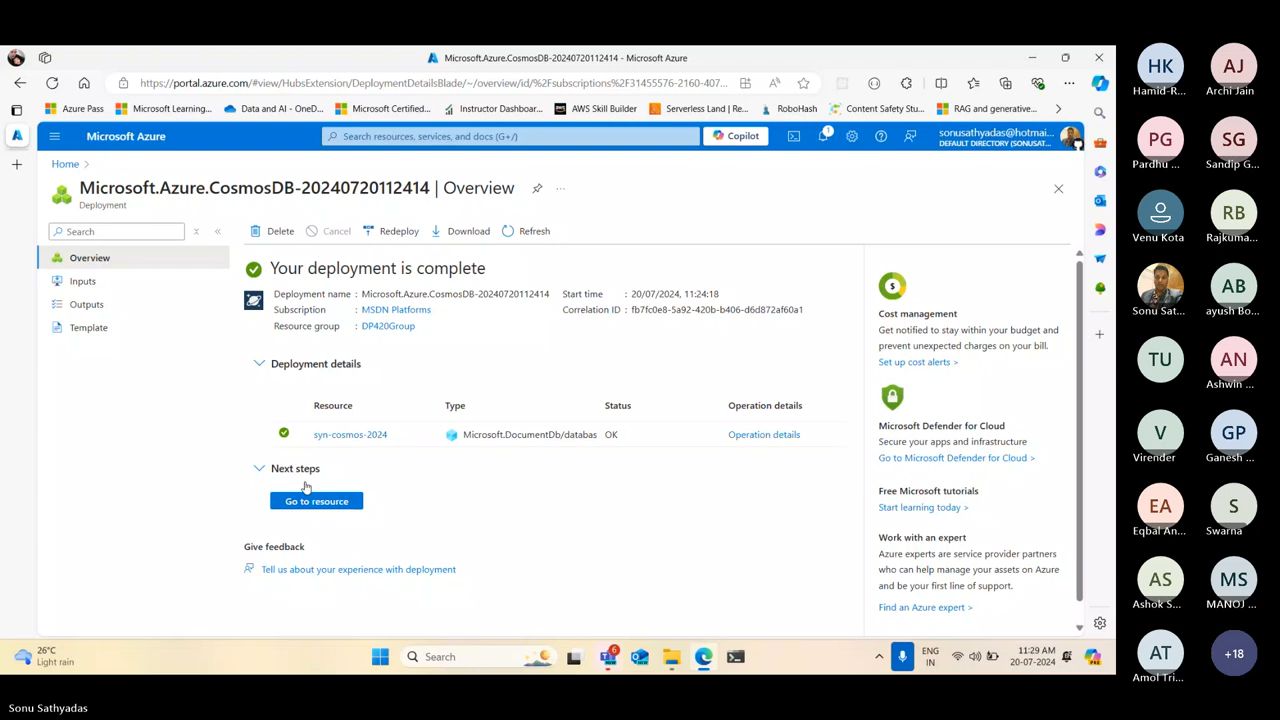 Microsoft.Azure.CosmosDB-20240720112414 - Microsoft Azure
https://portal.azure.com/#view/HubsExtension/DeploymentDetailsBlade/~/overview/id/%2Fsubscriptions%2F31455576-2160-407...
Azure Pass
Microsoft Learning...
Data and AI - OneD...
Microsoft Certified...
Instructor Dashboar...
AWS Skill Builder
Serverless Land | Re...
RoboHash
Content Safety Stu...
RAG and generative...
Microsoft Azure
Search resources, services, and docs (G+/)
Copilot
1
sonusathyadas@hotmai...
DEFAULT DIRECTORY (SONUSAT...
Home
Microsoft.Azure.CosmosDB-20240720112414 | Overview
Deployment
Search
Delete
Cancel
Redeploy
Download
Refresh
Overview
Inputs
Outputs
Template
Your deployment is complete
Deployment name : Microsoft.Azure.CosmosDB-20240720112414
Subscription : MSDN Platforms
Resource group : DP420Group
Start time : 20/07/2024, 11:24:18
Correlation ID : fb7fc0e8-5a92-420b-b406-d6d872af60a1
Deployment details
Resource Type Status Operation details
syn-cosmos-2024 Microsoft.DocumentDb/databas OK Operation details
Next steps
Go to resource
Give feedback
Tell us about your experience with deployment
Cost management
Get notified to stay within your budget and
prevent unexpected charges on your bill.
Set up cost alerts >
Microsoft Defender for Cloud
Secure your apps and infrastructure
Go to Microsoft Defender for Cloud >
Free Microsoft tutorials
Start learning today >
Work with an expert
Azure experts are service provider partners
who can help manage your assets on Azure
and be your first line of support.
Find an Azure expert >
26°C
Light rain
Search
6
ENG
IN
11:29 AM
20-07-2024
HK
Hamid-R...
AJ
Archi Jain
PG
Pardhu ...
SG
Sandip G...
Venu Kota
RB
Rajkuma...
Sonu Sat...
AB
ayush Bo...
TU
AN
Ashwin ...
V
Virender
GP
Ganesh ...
EA
Eqbal An...
S
Swarna
AS
Ashok S...
MS
MANOJ ...
AT
Amol Tri...
+18
Sonu Sathyadas